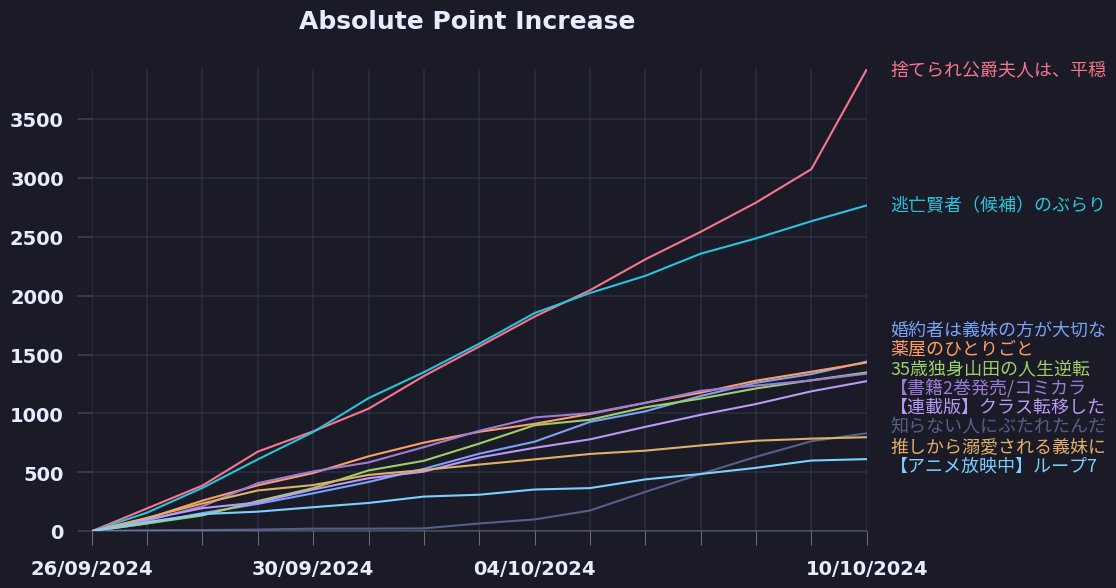 Absolute Point Increase
捨てられ公爵夫人は、平穏
3500
3000
逃亡賢者（候補）のぶらり
2500
2000
婚約者は義妹の方が大切な
薬屋のひとりごと
1500
35歳独身山田の人生逆転
【書籍2巻発売/コミカラ
【連載版】クラス転移した
1000
知らない人にぶたれたんだ
推しから溺愛される義妹に
【アニメ放映中】ループ7
500
0
26/09/2024
30/09/2024
04/10/2024
10/10/2024